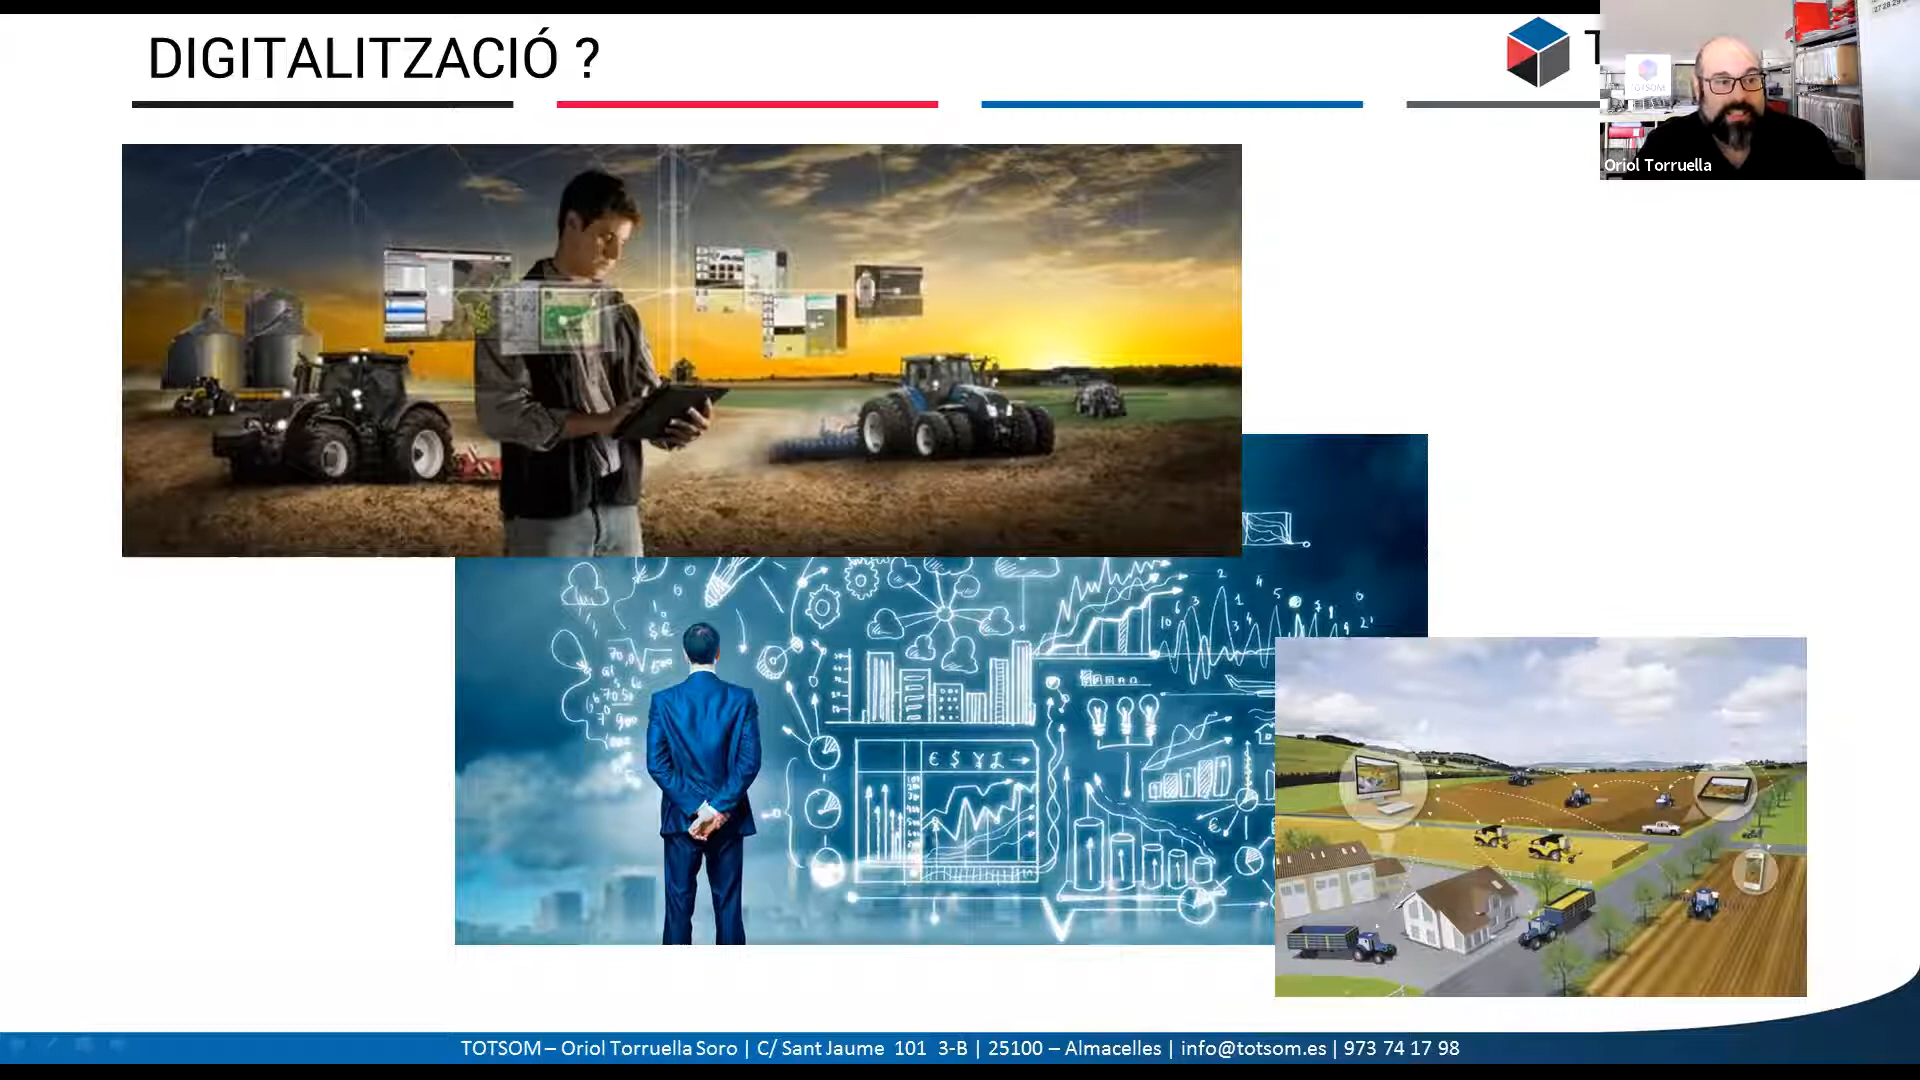 DIGITALITZACIÓ ?
T
TOTSOM
Oriol Torruella
€ $ ¥ £
TOTSOM – Oriol Torruella Soro | C/ Sant Jaume 101 3-B | 25100 – Almacelles | info@totsom.es | 973 74 17 98